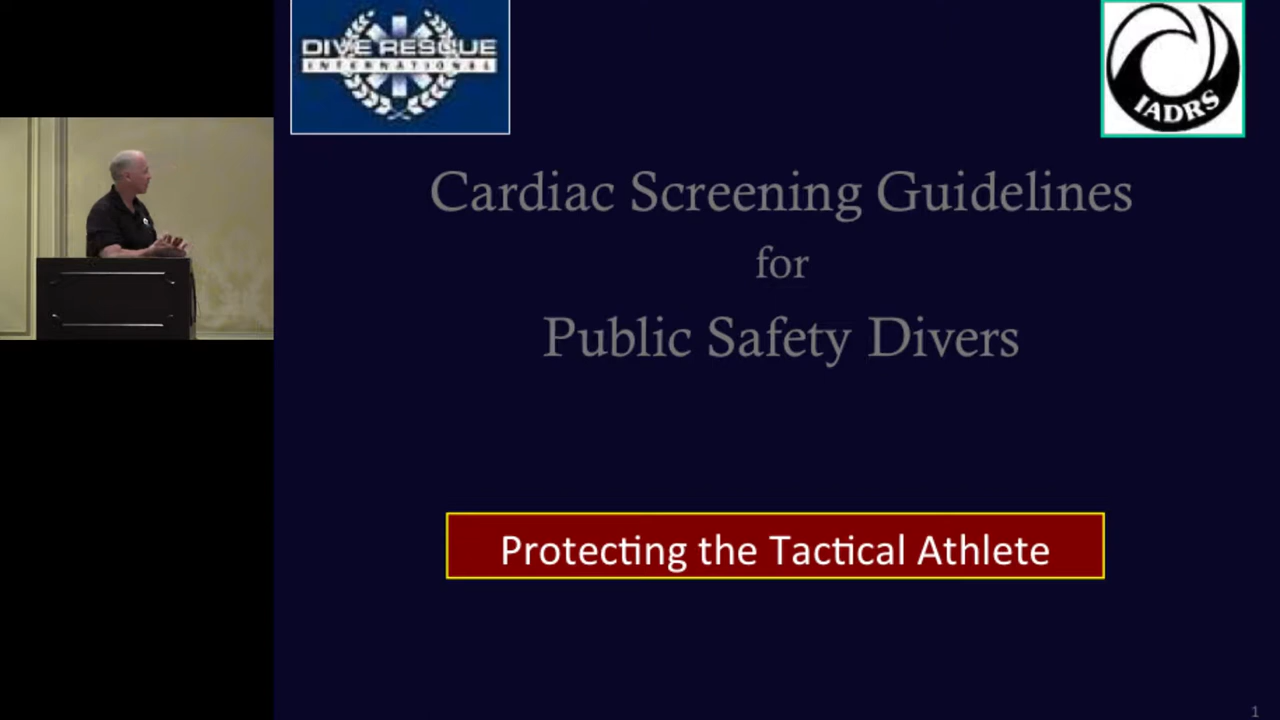 DIVE RESCUE
INTERNATIONAL
IADRS
Cardiac Screening Guidelines
for
Public Safety Divers
Protecting the Tactical Athlete
1